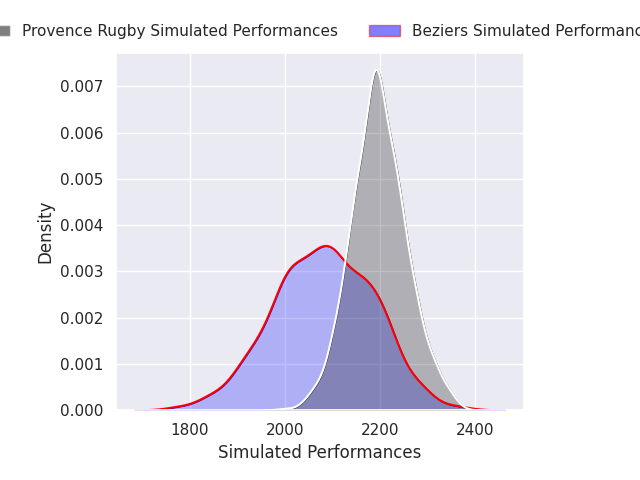 Provence Rugby Simulated Performances
Beziers Simulated
0.007
0.006
0.005
0.004
0.003
0.002
0.001
0.000
Density
1800 2000 2200 2400
Simulated Performances